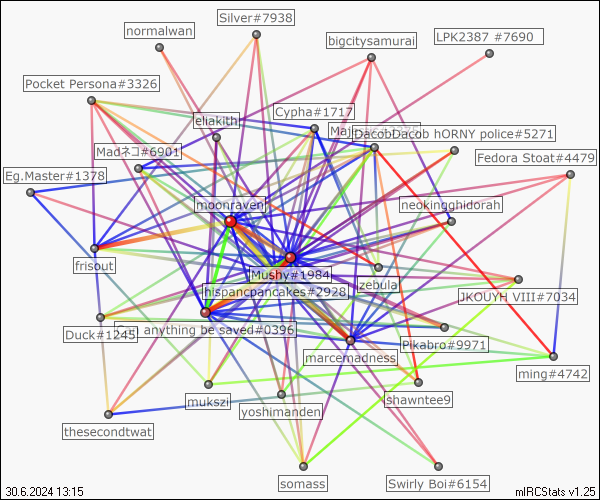 Silver#7938
normalwan
LPK2387 #7690
bigcitysamurai
Pocket Persona#3326
Cypha#1717
eliakith
DacobDacob hORNY police#5271
Madネコ#6901
Fedora Stoat#4479
Eg.Master#1378
moonraven
neokingghidorah
frisout
Mushy#1984
zebula
hispancpancakes#2928
JKOUYH VIII#7034
Duck#1245
anything be saved#0396
Pikabro#9971
marcemadness
ming#4742
mukszi
shawntee9
yoshimanden
thesecondtwat
somass
Swirly Boi#6154
30.6.2024 13:15
mIRCStats v1.25